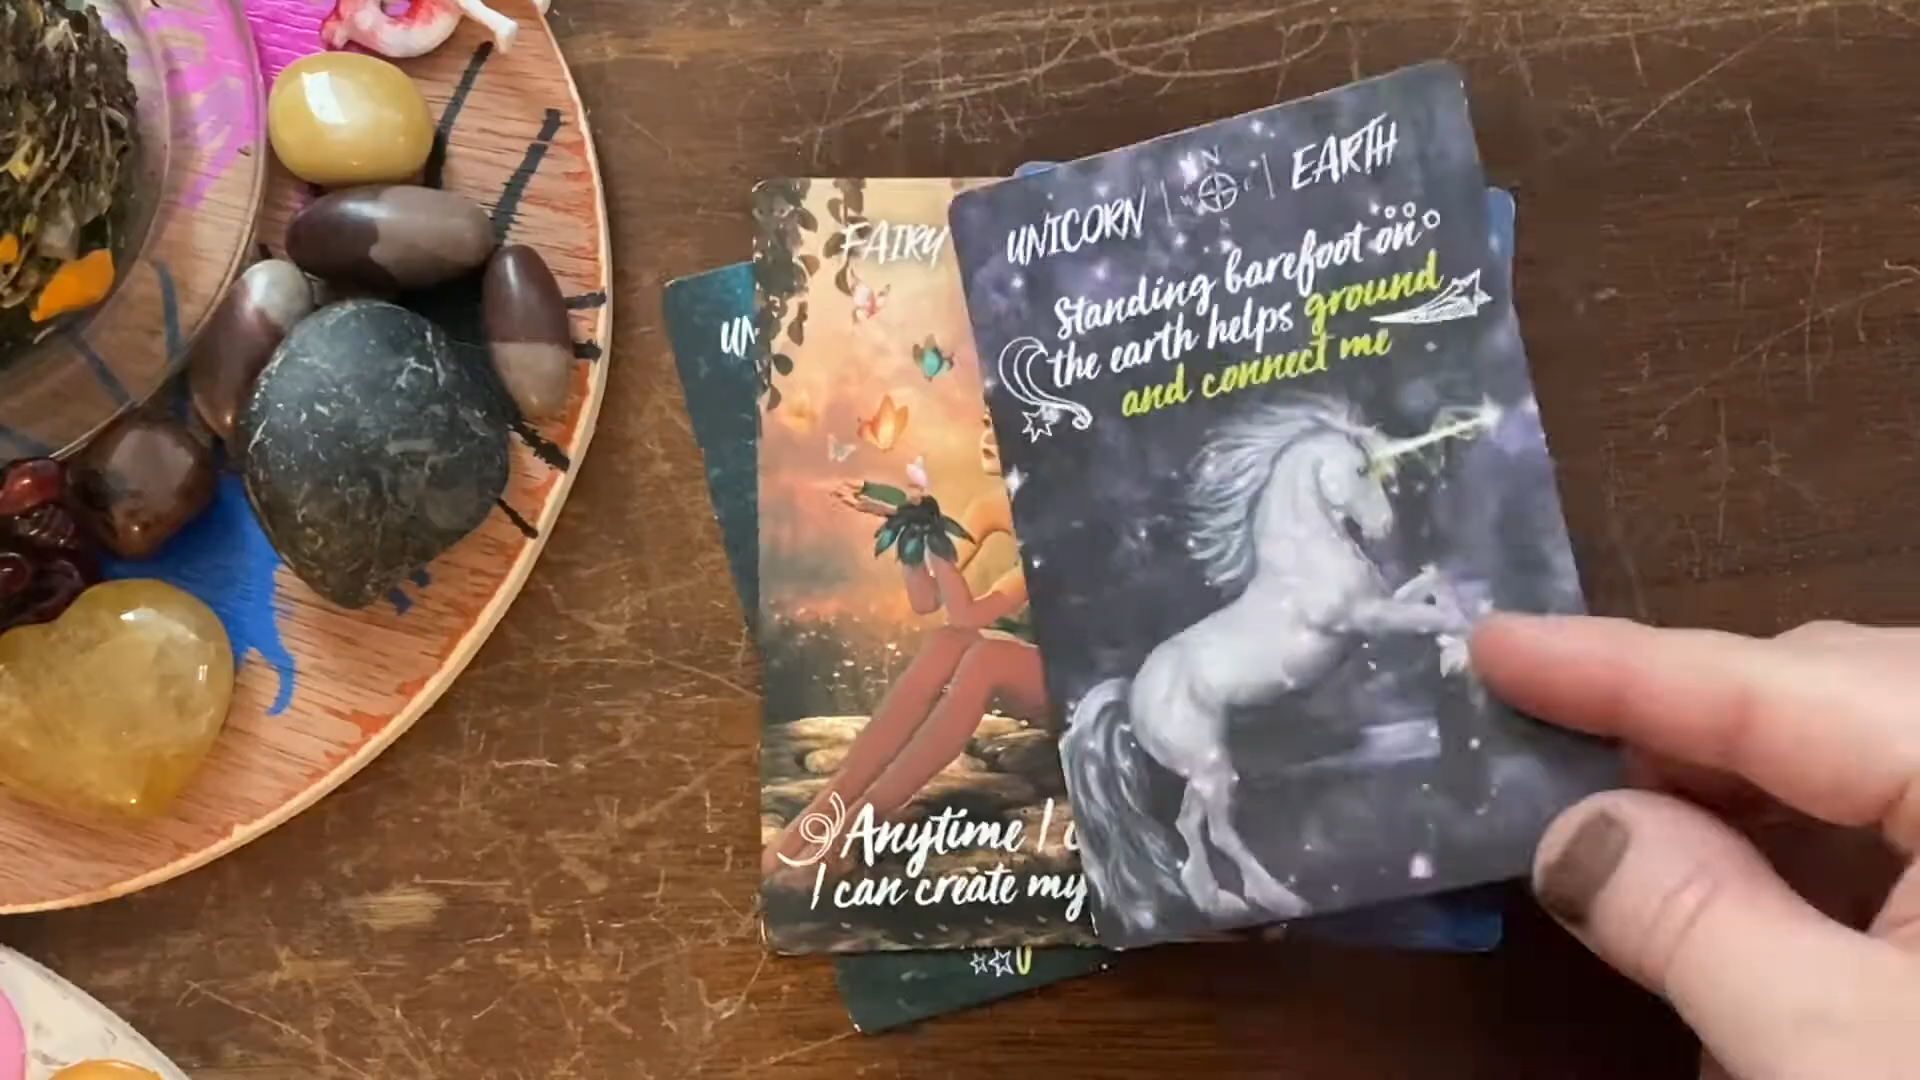 UNICORN | N | EARTH
Standing barefoot on
the earth helps ground
and connect me
FAIRY
Anytime I
I can create my